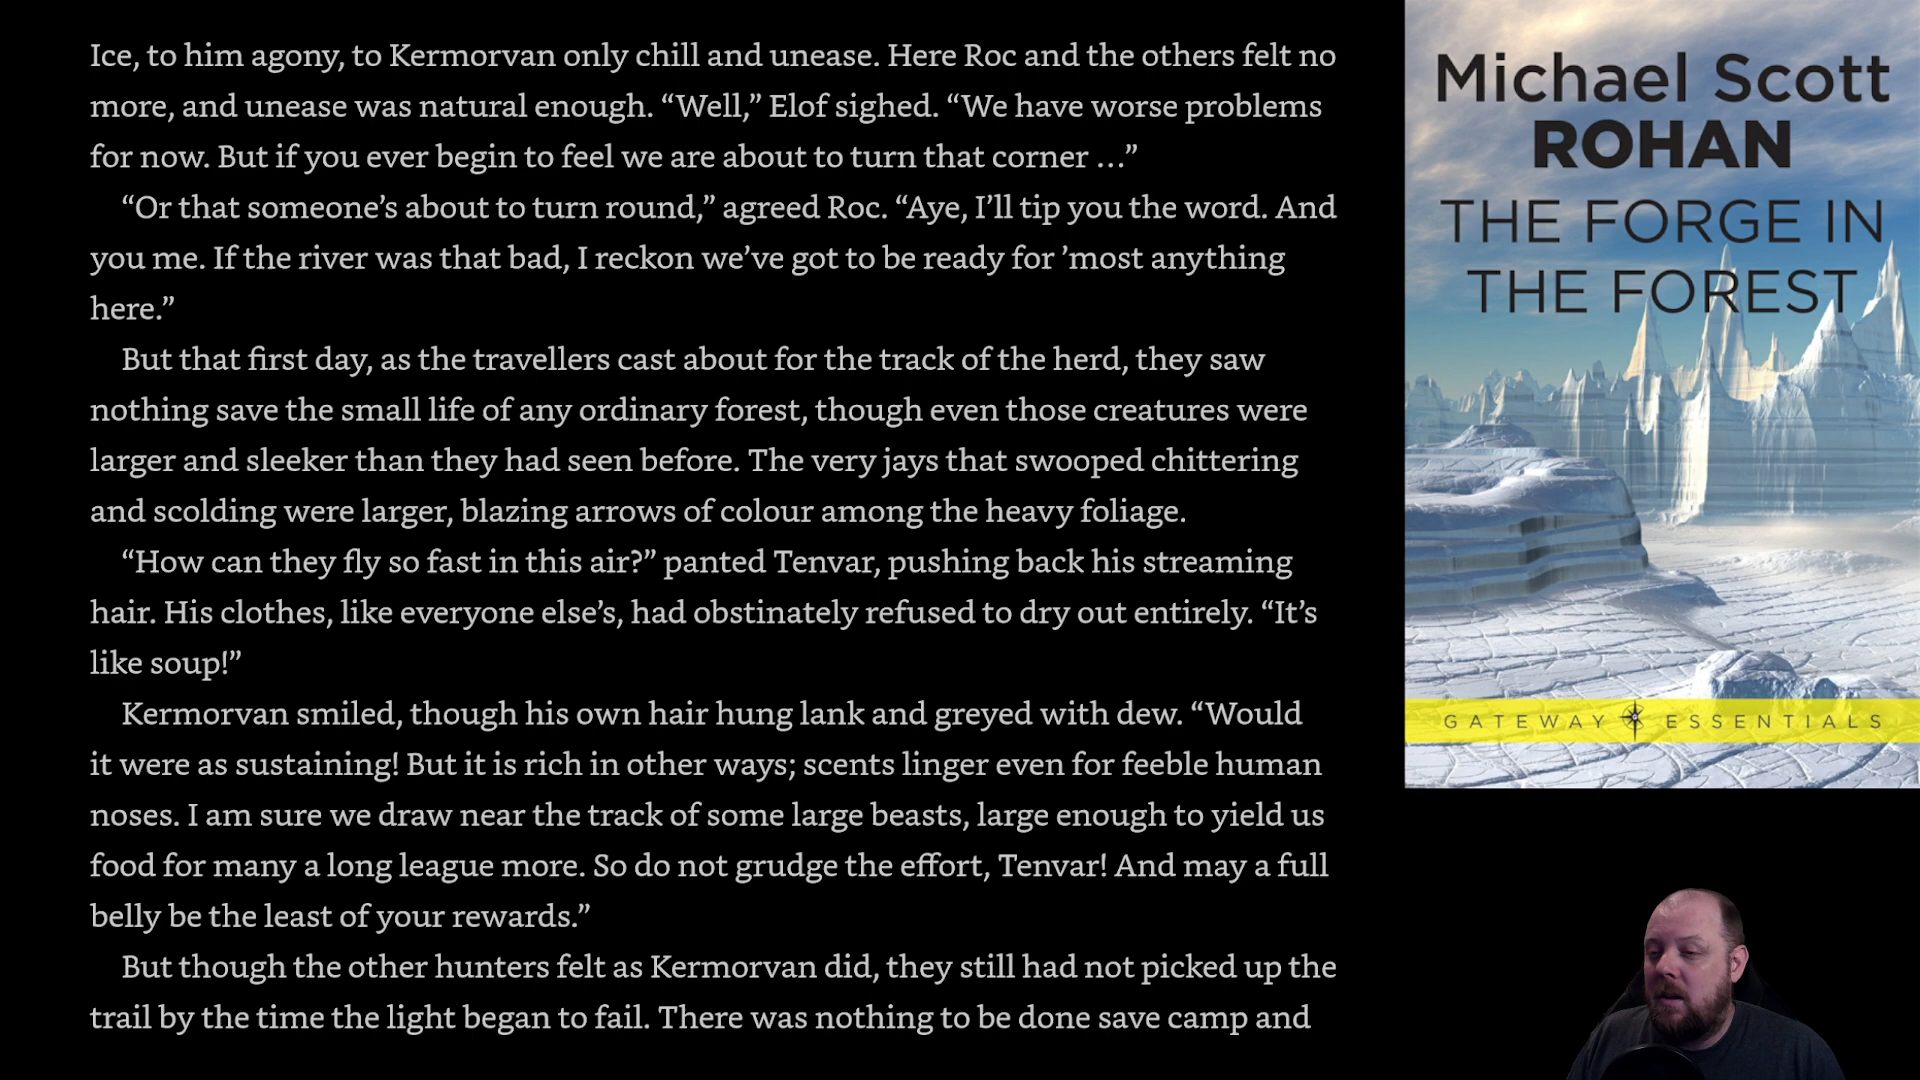 Ice, to him agony, to Kermorvan only chill and unease. Here Roc and the others felt no
more, and unease was natural enough. “Well,” Elof sighed. “We have worse problems
for now. But if you ever begin to feel we are about to turn that corner …”
“Or that someone’s about to turn round,” agreed Roc. “Aye, I’ll tip you the word. And
you me. If the river was that bad, I reckon we’ve got to be ready for ’most anything
here.”
But that first day, as the travellers cast about for the track of the herd, they saw
nothing save the small life of any ordinary forest, though even those creatures were
larger and sleeker than they had seen before. The very jays that swooped chittering
and scolding were larger, blazing arrows of colour among the heavy foliage.
“How can they fly so fast in this air?” panted Tenvar, pushing back his streaming
hair. His clothes, like everyone else’s, had obstinately refused to dry out entirely. “It’s
like soup!”
Kermorvan smiled, though his own hair hung lank and greyed with dew. “Would
it were as sustaining! But it is rich in other ways; scents linger even for feeble human
noses. I am sure we draw near the track of some large beasts, large enough to yield us
food for many a long league more. So do not grudge the effort, Tenvar! And may a full
belly be the least of your rewards.”
But though the other hunters felt as Kermorvan did, they still had not picked up the
trail by the time the light began to fail. There was nothing to be done save camp and
Michael Scott
ROHAN
THE FORGE IN
THE FOREST
GATEWAY ESSENTIALS